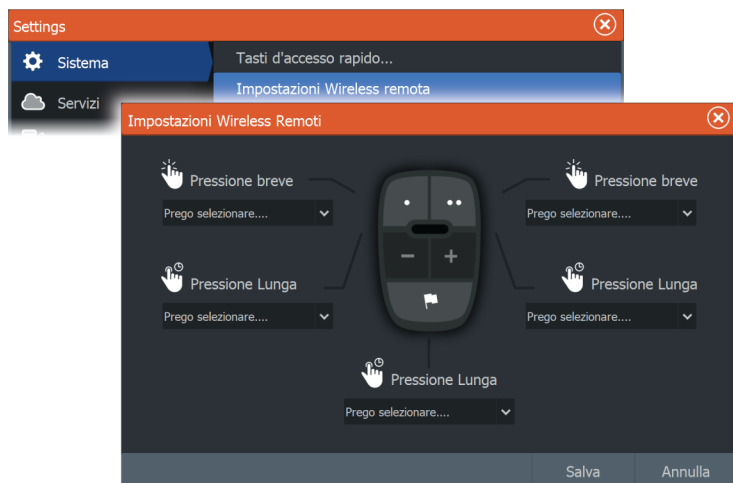 Settings
Sistema
Tasti d'accesso rapido...
Impostazioni Wireless remota
Servizi
Impostazioni Wireless Remoti
Pressione breve
Pressione breve
Prego selezionare....
Prego selezionare....
Pressione Lunga
Pressione Lunga
Prego selezionare....
Prego selezionare....
Pressione Lunga
Prego selezionare....
Salva
Annulla